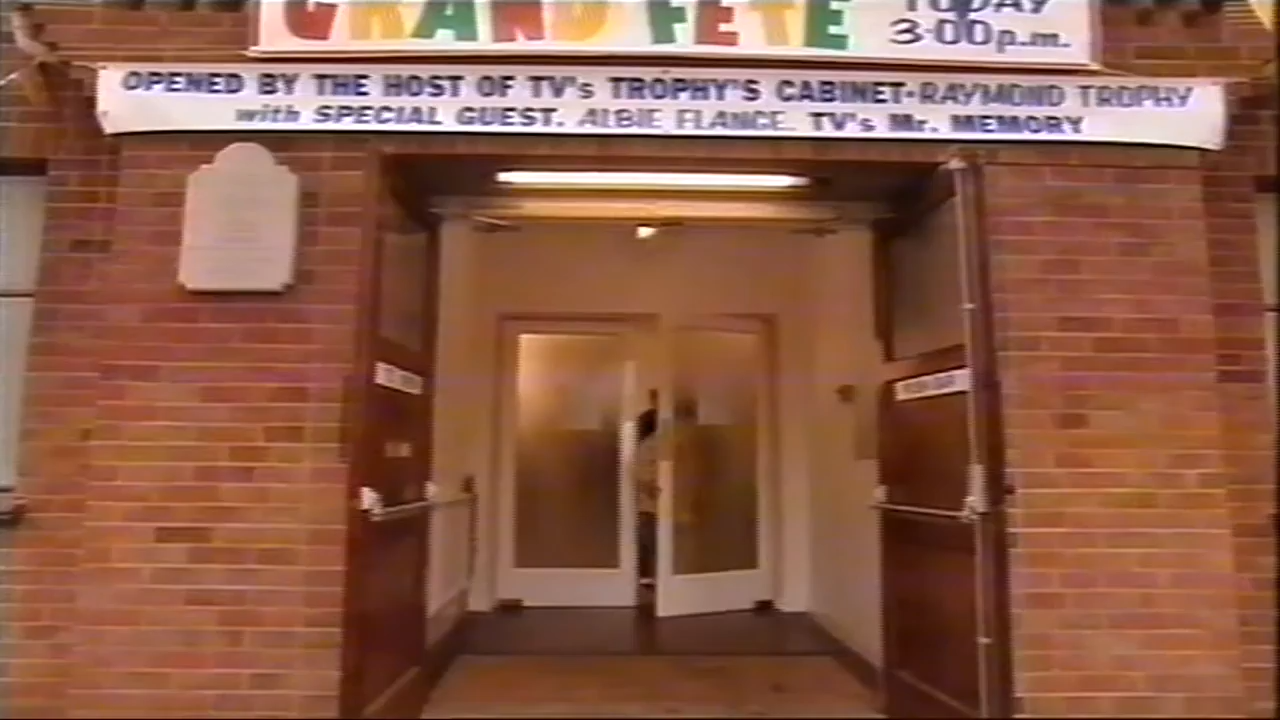 GRAND FETE
TODAY
3·00p.m.
OPENED BY THE HOST OF TV's TROPHY'S CABINET-RAYMOND TROPHY
with SPECIAL GUEST. ALBIE FLANGE. TV's Mr. MEMORY